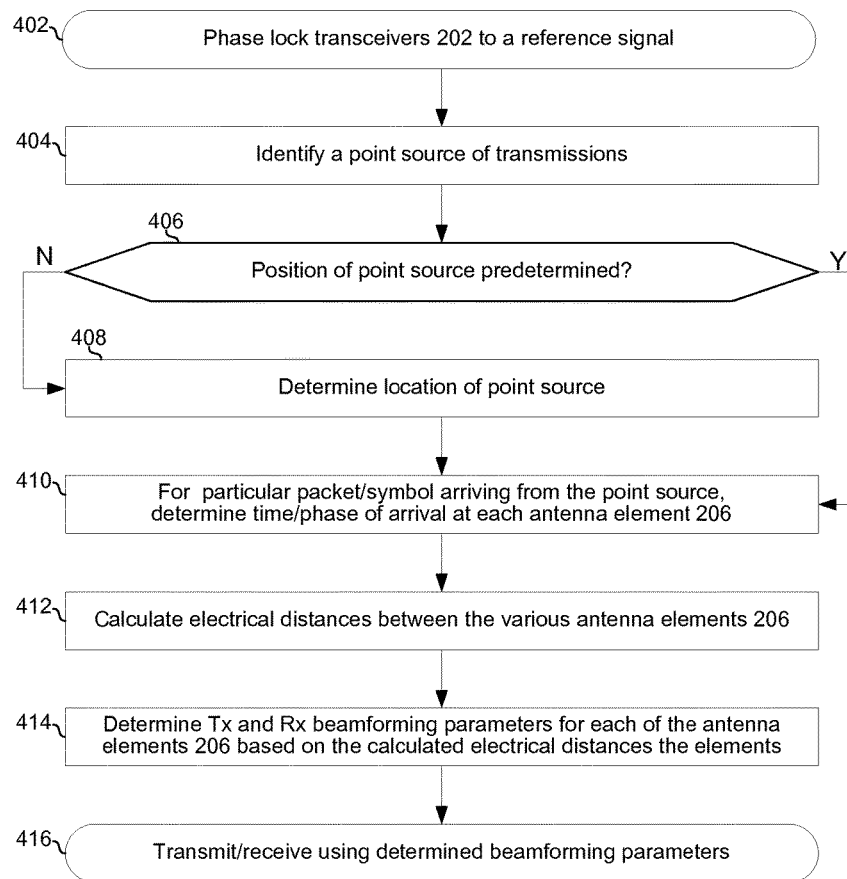 402
Phase lock transceivers 202 to a reference signal
404
Identify a point source of transmissions
406
N
Position of point source predetermined?
Y
408
Determine location of point source
410
For particular packet/symbol arriving from the point source,
determine time/phase of arrival at each antenna element 206
412
Calculate electrical distances between the various antenna elements 206
414
Determine Tx and Rx beamforming parameters for each of the antenna
elements 206 based on the calculated electrical distances the elements
416
Transmit/receive using determined beamforming parameters